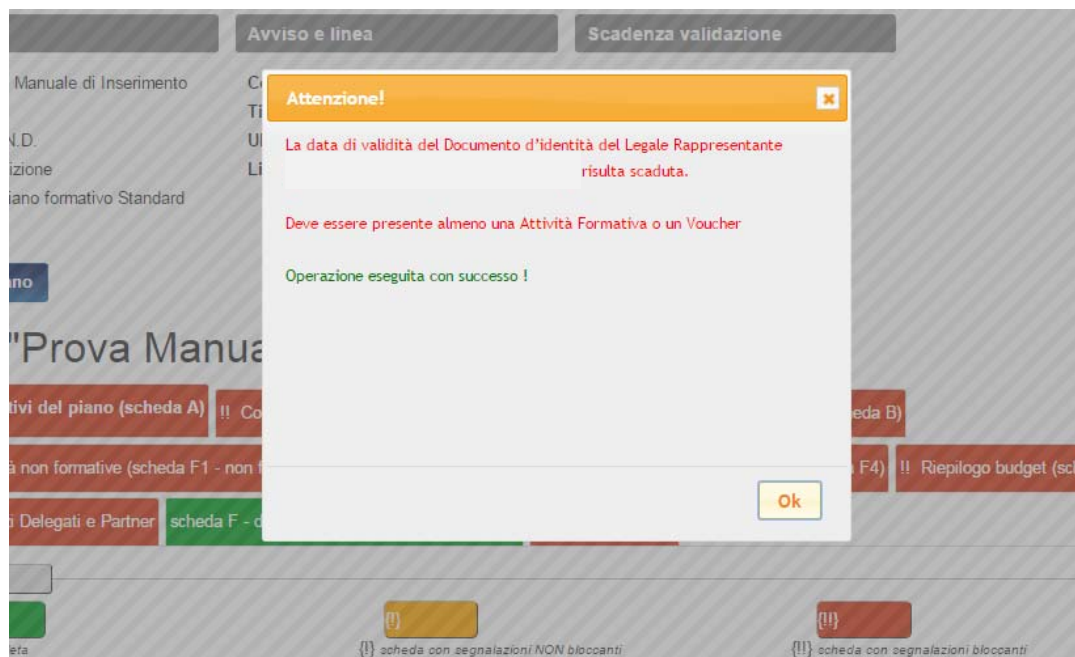 Avviso e linea
Scadenza validazione
Manuale di Inserimento
Attenzione!
N.D.
La data di validità del Documento d'identità del Legale Rappresentante
risulta scaduta.
Piano formativo Standard
Deve essere presente almeno una Attività Formativa o un Voucher
Operazione eseguita con successo !
"Prova Manua
tivi del piano (scheda A)
!! Co
eda B)
à non formative (scheda F1 - non f
F4)
!! Riepilogo budget (sch
i Delegati e Partner
scheda F - d
Ok
{!}
{!!}
eta
{!} scheda con segnalazioni NON bloccanti
{!!} scheda con segnalazioni bloccanti